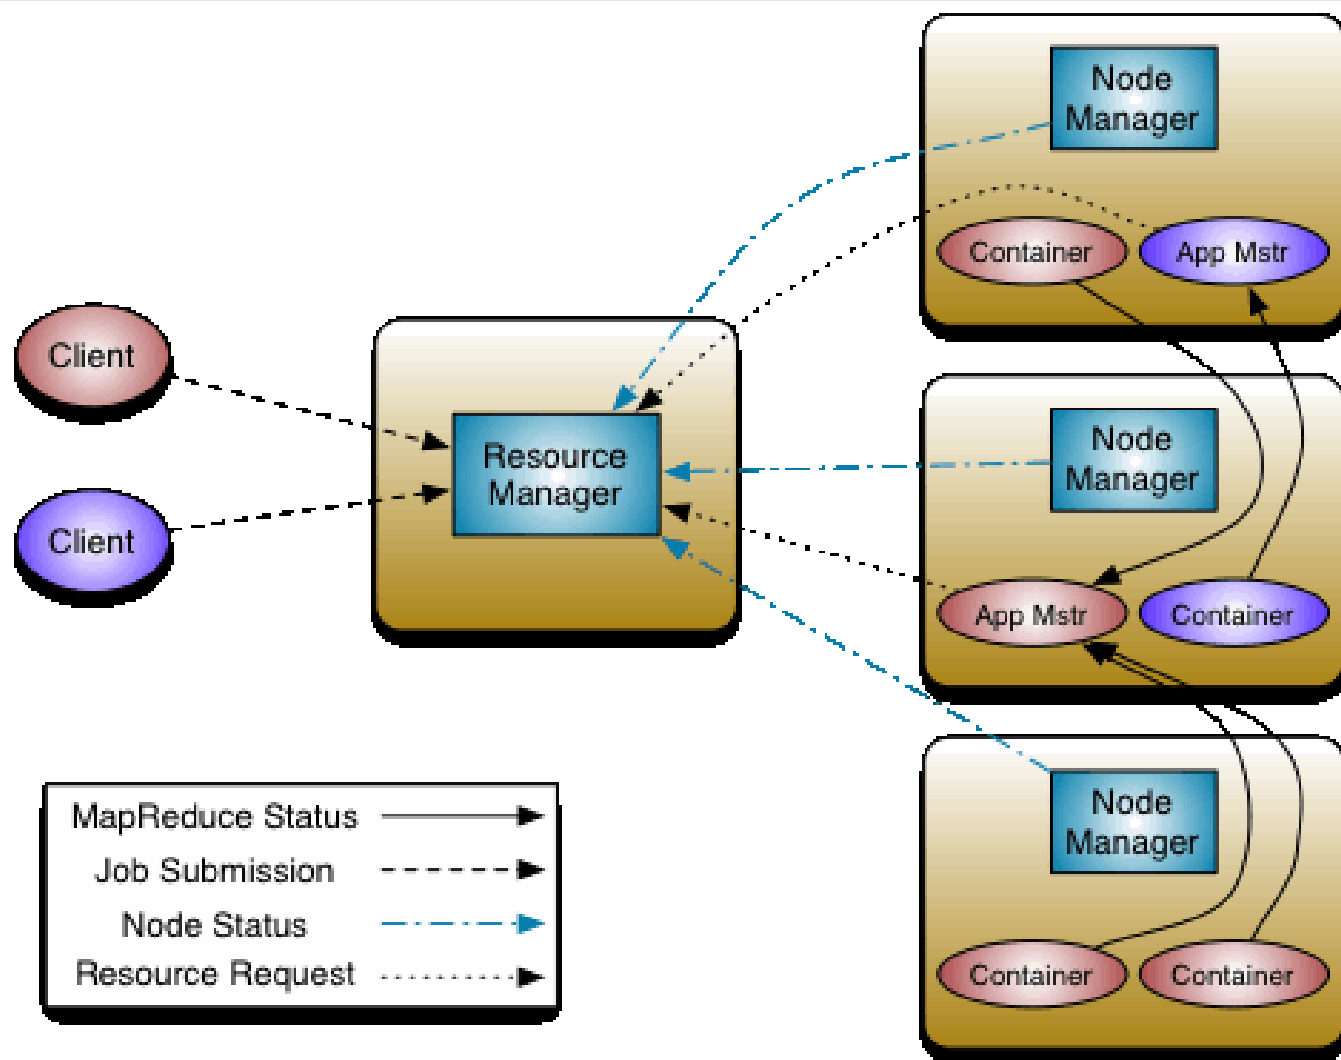 Node
Manager
Container
App Mstr
Client
Client
Resource
Manager
Node
Manager
App Mstr
Container
Node
Manager
Container
Container
MapReduce Status
Job Submission
Node Status
Resource Request